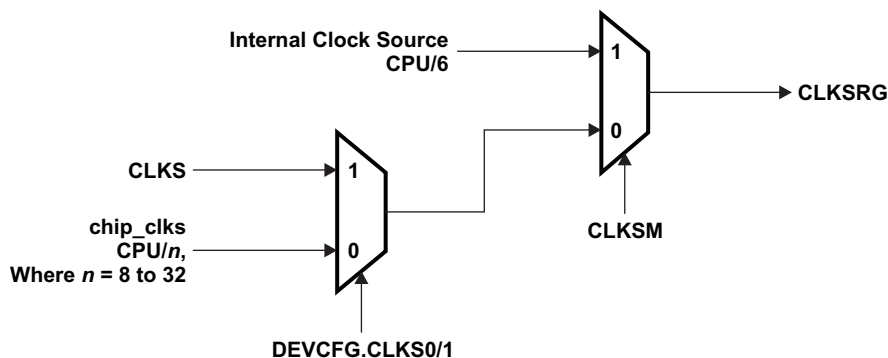 Internal Clock Source
CPU/6
1
CLKSRG
0
CLKS
1
chip_clks
CPU/n,
Where n = 8 to 32
0
CLKSM
DEVCFG.CLKS0/1